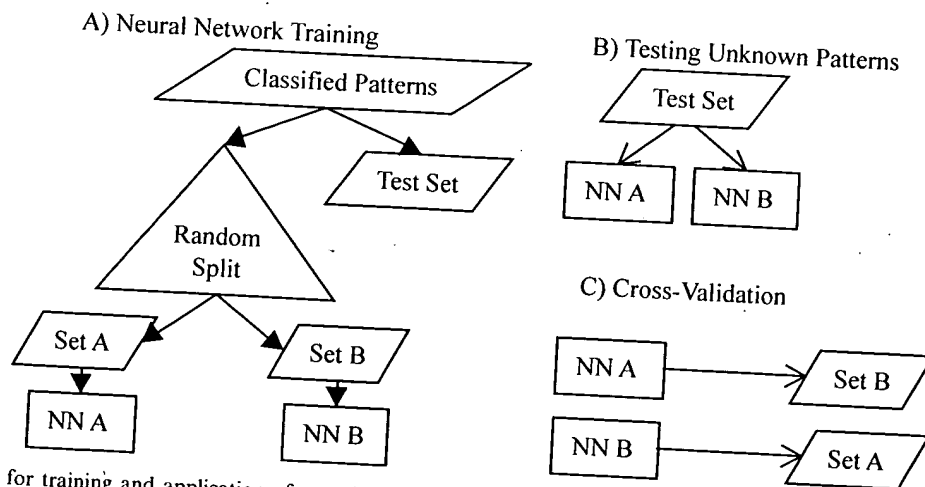 A) Neural Network Training
Classified Patterns
Test Set
Random
Split
Set A
Set B
NN A
NN B
for training and application of
B) Testing Unknown Patterns
Test Set
NN A
NN B
C) Cross-Validation
NN A
Set B
NN B
Set A